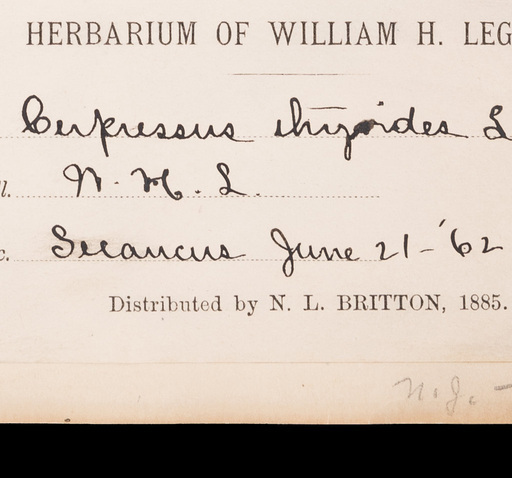 HERBARIUM OF WILLIAM H. LEG
Cupressus thyoides L
l. W. H. L.
c. Secaucus June 21-'62
Distributed by N. L. BRITTON, 1885.
N.J. -